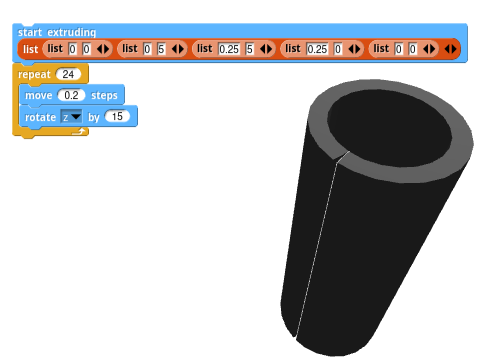 start extruding
list list 0 0 list 0 5 list 0.25 5 list 0.25 0 list 0 0
repeat 24
move 0.2 steps
rotate z by 15